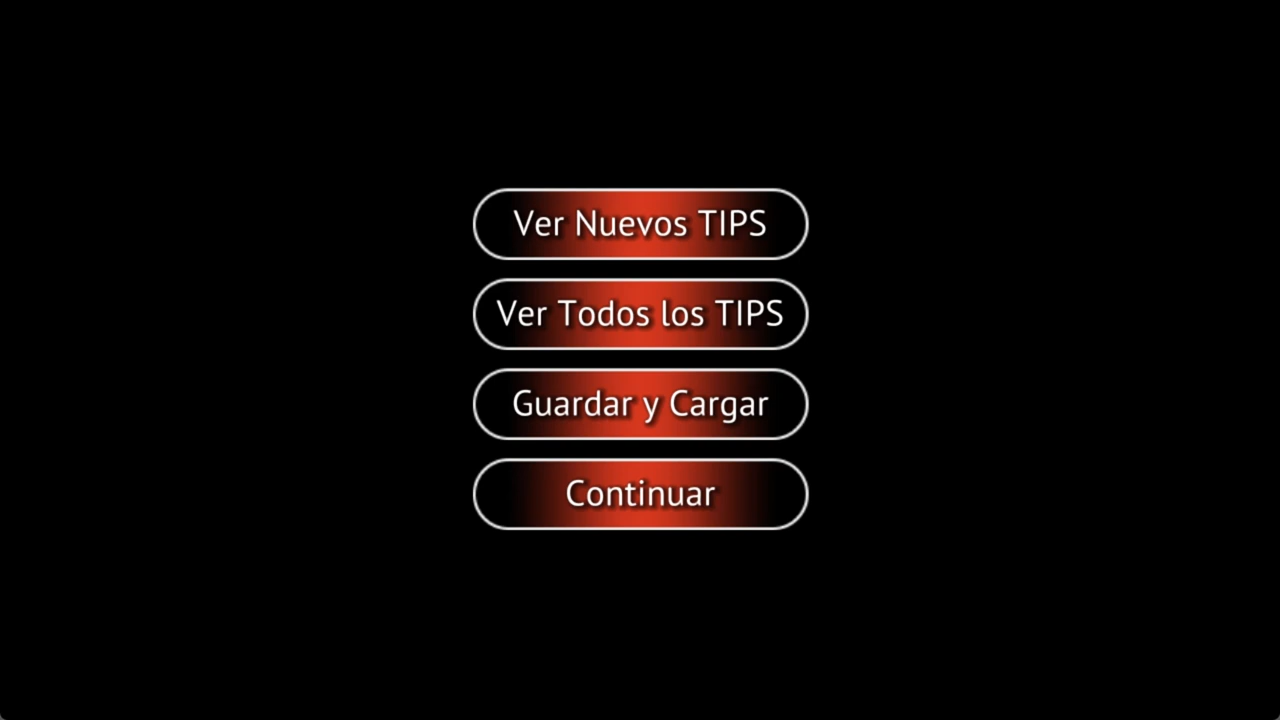 Ver Nuevos TIPS
Ver Todos los TIPS
Guardar y Cargar
Continuar